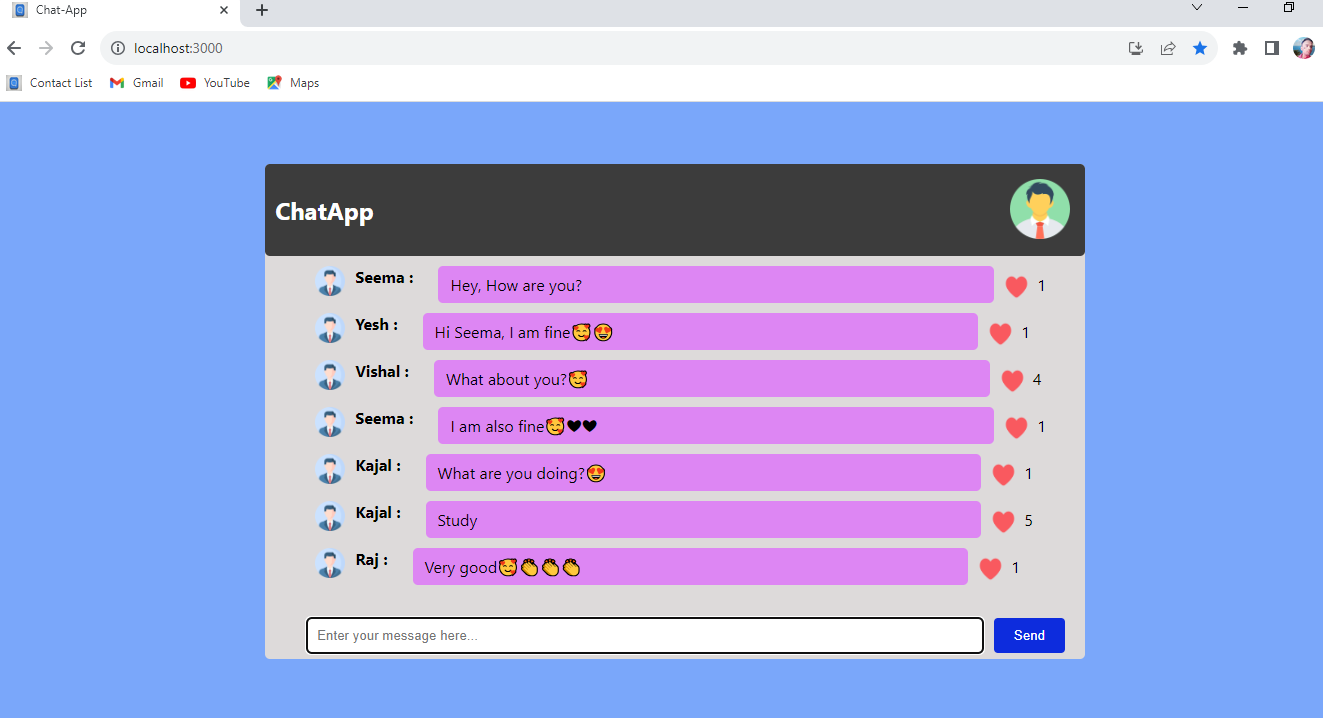 Chat-App
localhost:3000
Contact List Gmail YouTube Maps
ChatApp
Seema : Hey, How are you? 1
Yesh : Hi Seema, I am fine🥰😍 1
Vishal : What about you?🥰 4
Seema : I am also fine🥰♥♥ 1
Kajal : What are you doing?😍 1
Kajal : Study 5
Raj : Very good🥰👏👏👏 1
Enter your message here... Send